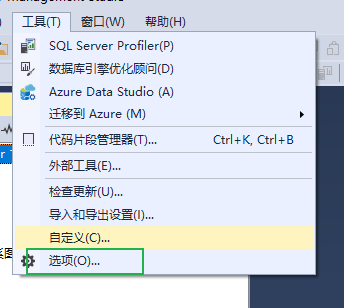 Management Studio
工具(T) 窗口(W) 帮助(H)
SQL Server Profiler(P)
数据库引擎优化顾问(D)
Azure Data Studio (A)
迁移到 Azure (M)
代码片段管理器(T)... Ctrl+K, Ctrl+B
外部工具(E)...
检查更新(U)...
导入和导出设置(I)...
自定义(C)...
选项(O)...